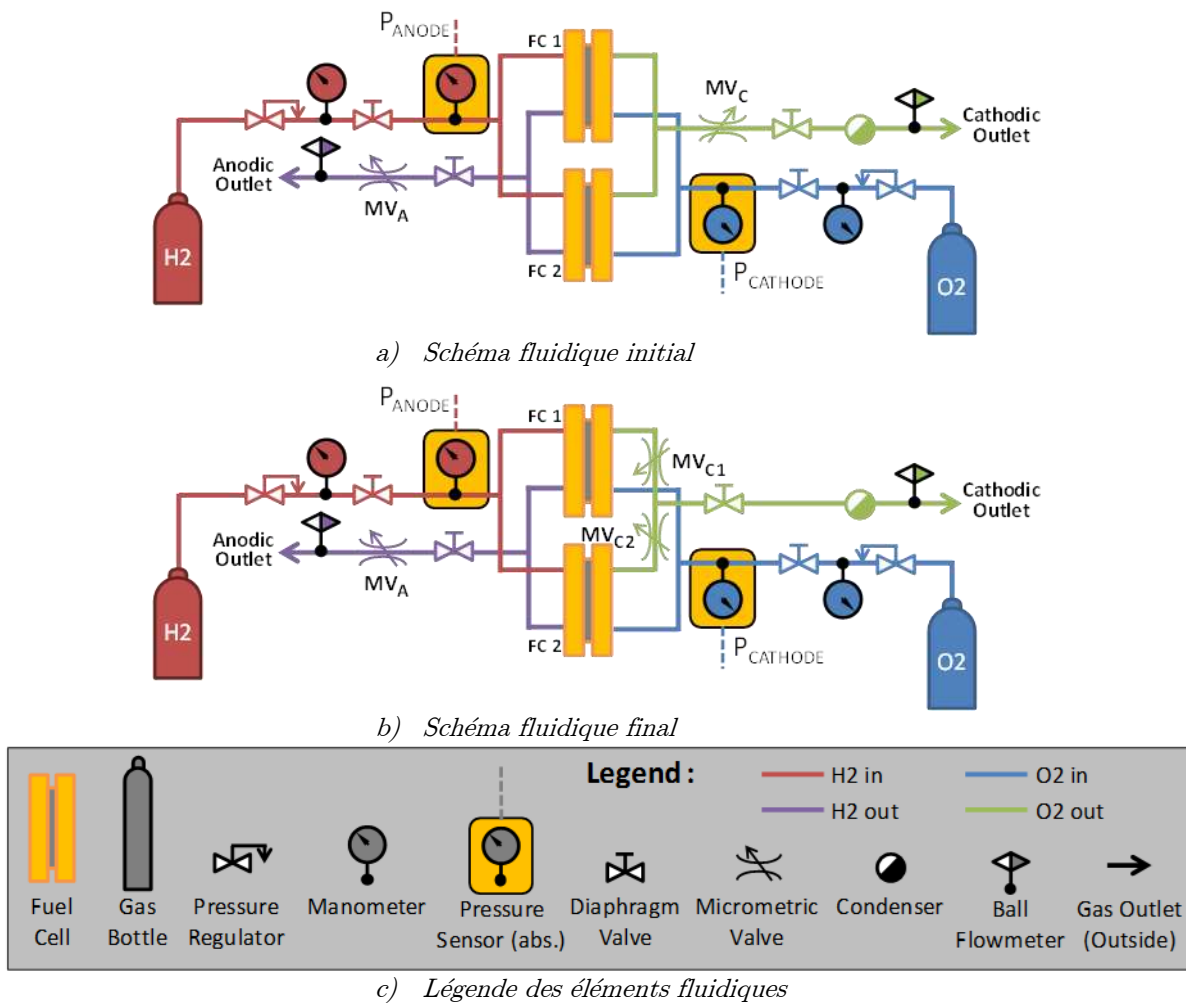 P_ANODE
FC 1
MV_C
Cathodic
Outlet
Anodic
Outlet
MV_A
H2
FC 2
P_CATHODE
O2
a) Schéma fluidique initial
P_ANODE
FC 1
MV_C1
Cathodic
Outlet
Anodic
Outlet
MV_C2
MV_A
H2
FC 2
P_CATHODE
O2
b) Schéma fluidique final
Legend :
H2 in
O2 in
H2 out
O2 out
Fuel
Cell
Gas
Bottle
Pressure
Regulator
Manometer
Pressure
Sensor (abs.)
Diaphragm
Valve
Micrometric
Valve
Condenser
Ball
Flowmeter
Gas Outlet
(Outside)
c) Légende des éléments fluidiques